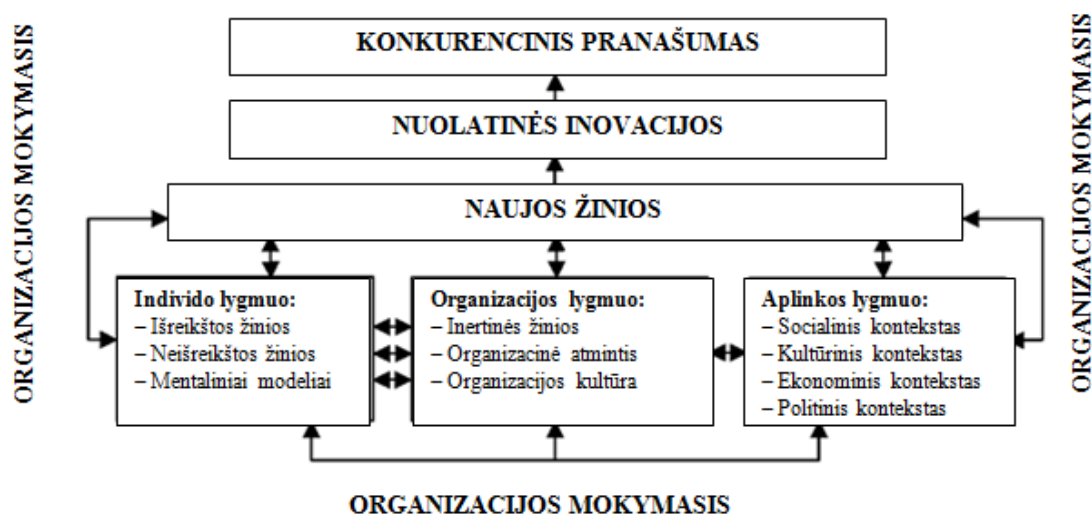 ORGANIZACIJOS MOKYMASIS
KONKURENCINIS PRANAŠUMAS
NUOLATINĖS INOVACIJOS
NAUJOS ŽINIOS
Individo lygmuo:
– Išreikštos žinios
– Neišreikštos žinios
– Mentaliniai modeliai
Organizacijos lygmuo:
– Inertinės žinios
– Organizacinė atmintis
– Organizacijos kultūra
Aplinkos lygmuo:
– Socialinis kontekstas
– Kultūrinis kontekstas
– Ekonominis kontekstas
– Politinis kontekstas
ORGANIZACIJOS MOKYMASIS
ORGANIZACIJOS MOKYMASIS